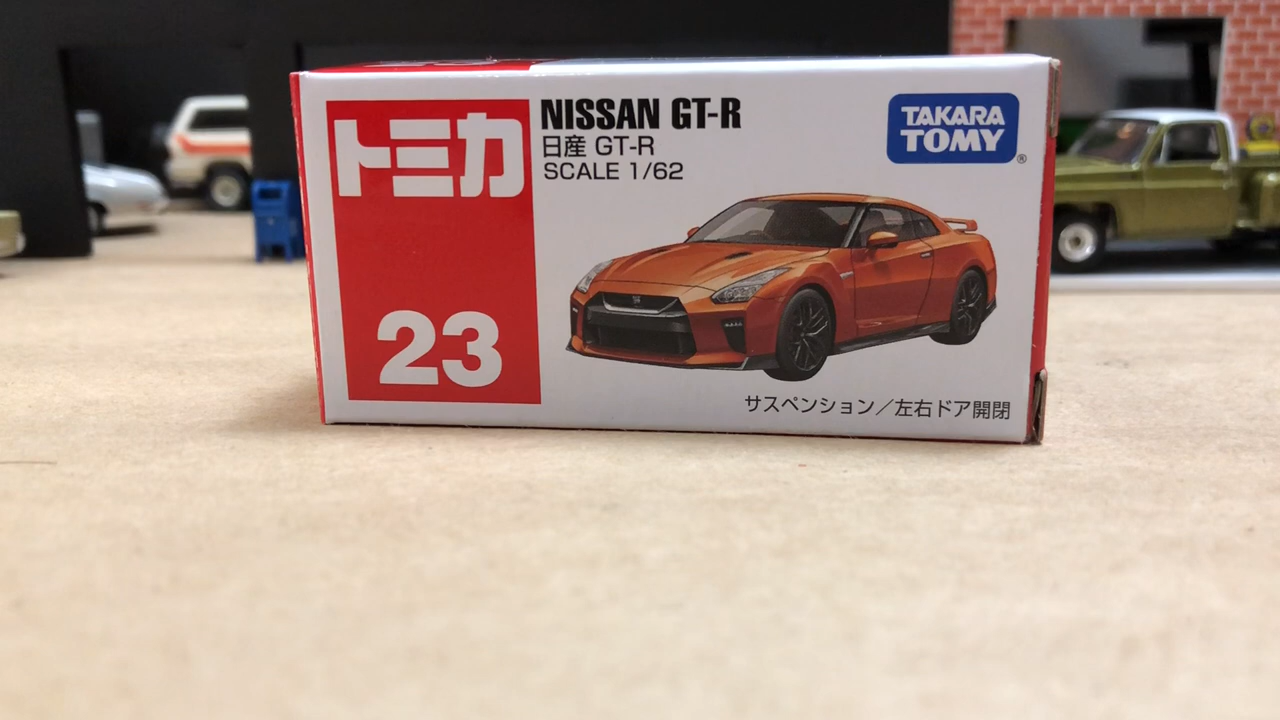 トミカ
23
NISSAN GT-R
日産 GT-R
SCALE 1/62
TAKARA
TOMY
®
サスペンション／左右ドア開閉